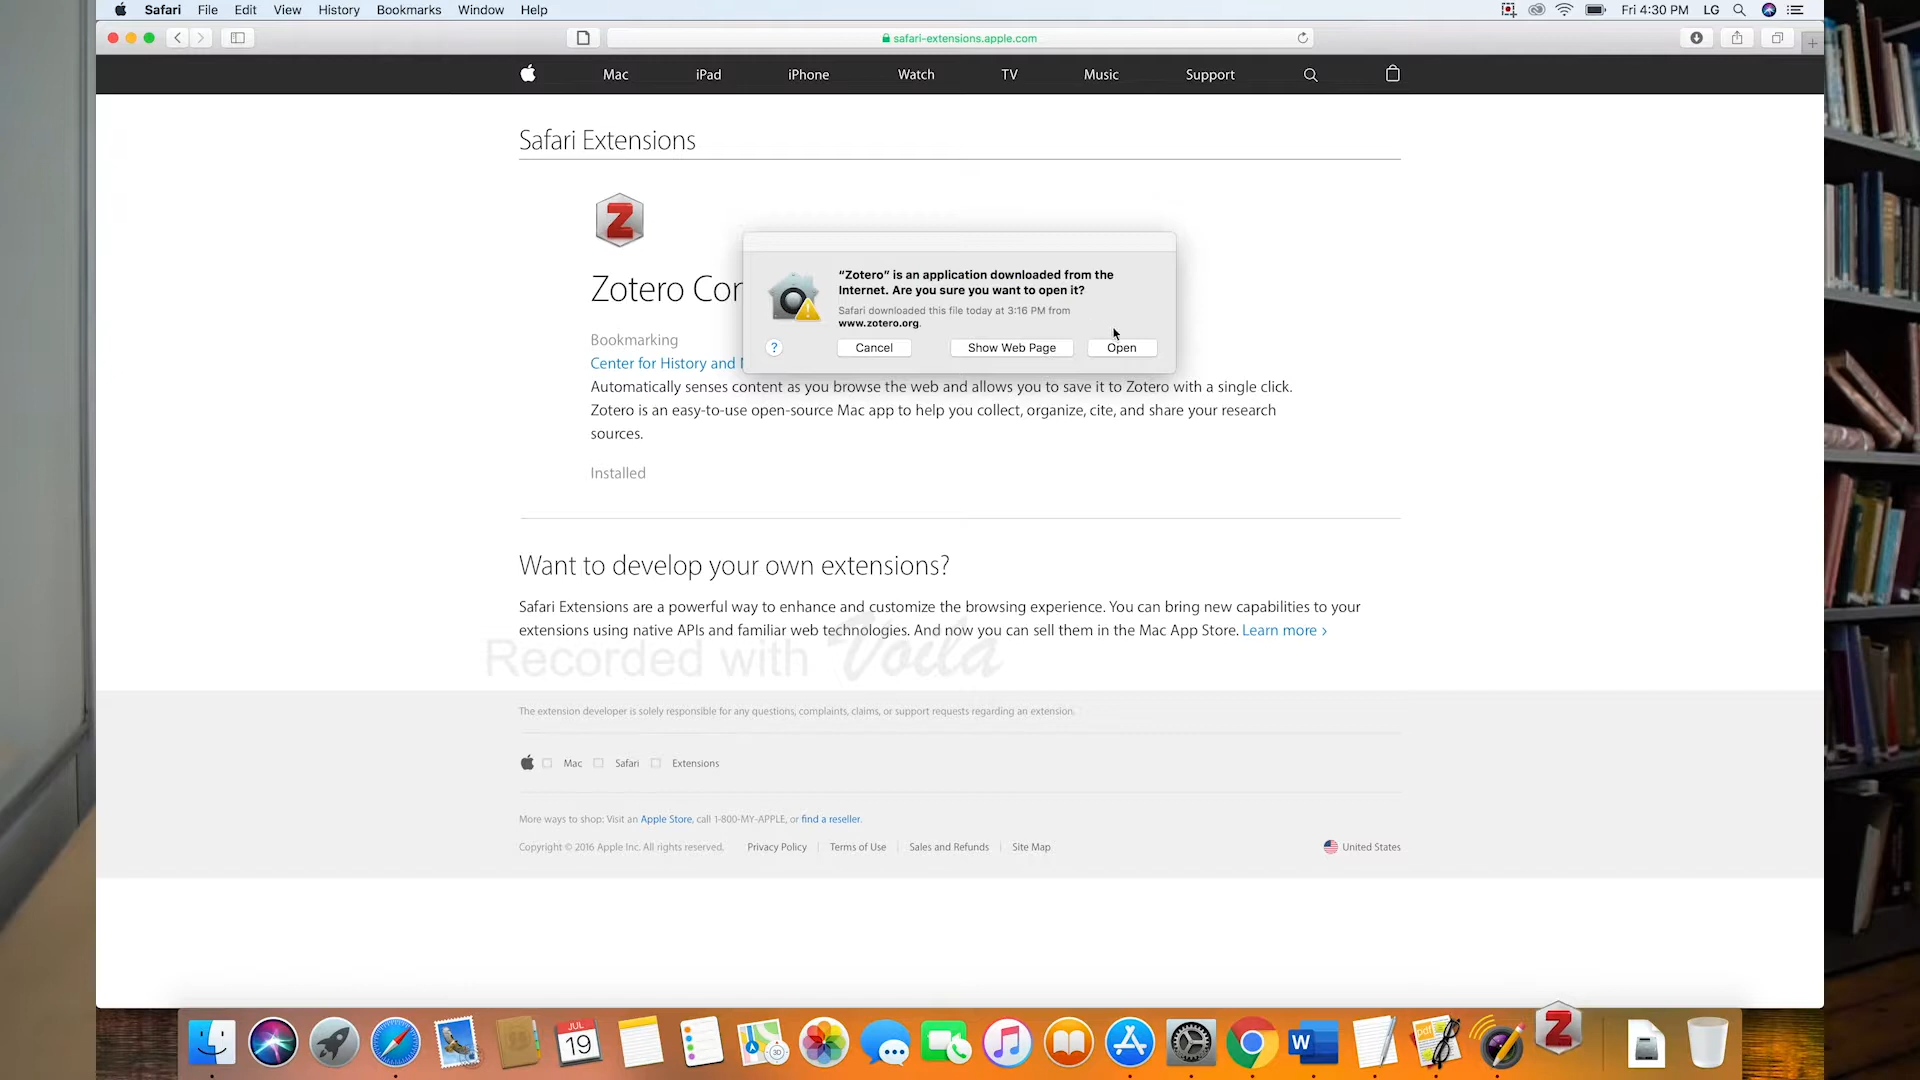 Safari File Edit View History Bookmarks Window Help
Fri 4:30 PM LG
safari-extensions.apple.com
Mac iPad iPhone Watch TV Music Support
Safari Extensions
Z
Zotero Con
Bookmarking
Center for History and
Automatically senses content as you browse the web and allows you to save it to Zotero with a single click.
Zotero is an easy-to-use open-source Mac app to help you collect, organize, cite, and share your research
sources.
Installed
“Zotero” is an application downloaded from the
Internet. Are you sure you want to open it?
Safari downloaded this file today at 3:16 PM from
www.zotero.org.
? Cancel Show Web Page Open
Want to develop your own extensions?
Safari Extensions are a powerful way to enhance and customize the browsing experience. You can bring new capabilities to your
extensions using native APIs and familiar web technologies. And now you can sell them in the Mac App Store. Learn more ›
Recorded with Voila
The extension developer is solely responsible for any questions, complaints, claims, or support requests regarding an extension.
Mac Safari Extensions
More ways to shop: Visit an Apple Store, call 1-800-MY-APPLE, or find a reseller.
Copyright © 2016 Apple Inc. All rights reserved. Privacy Policy Terms of Use Sales and Refunds Site Map United States
JUL
19
3D
W
pdf
Z